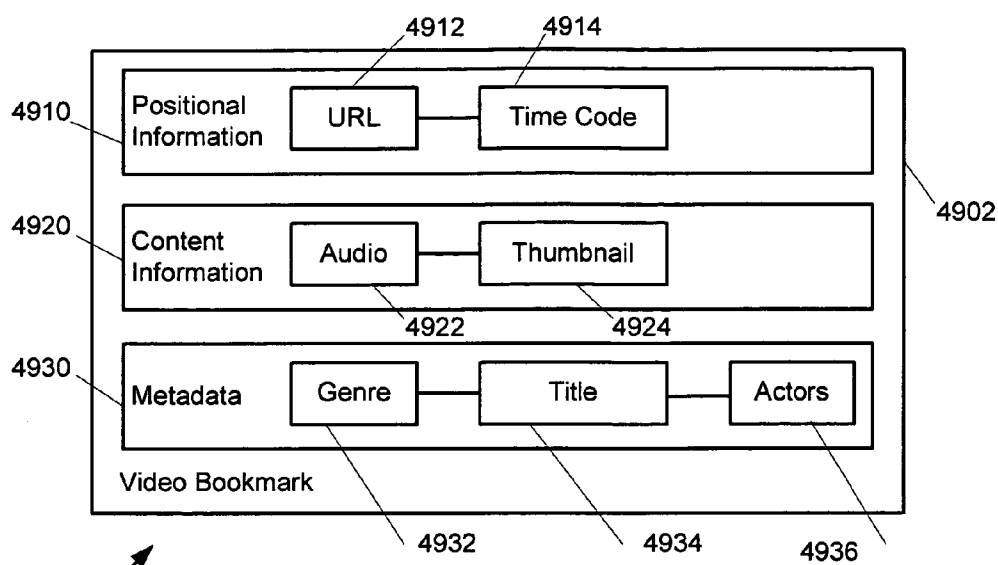 4912
4914
4910
Positional
Information
URL
Time Code
4902
4920
Content
Information
Audio
Thumbnail
4922
4924
4930
Metadata
Genre
Title
Actors
Video Bookmark
4932
4934
4936